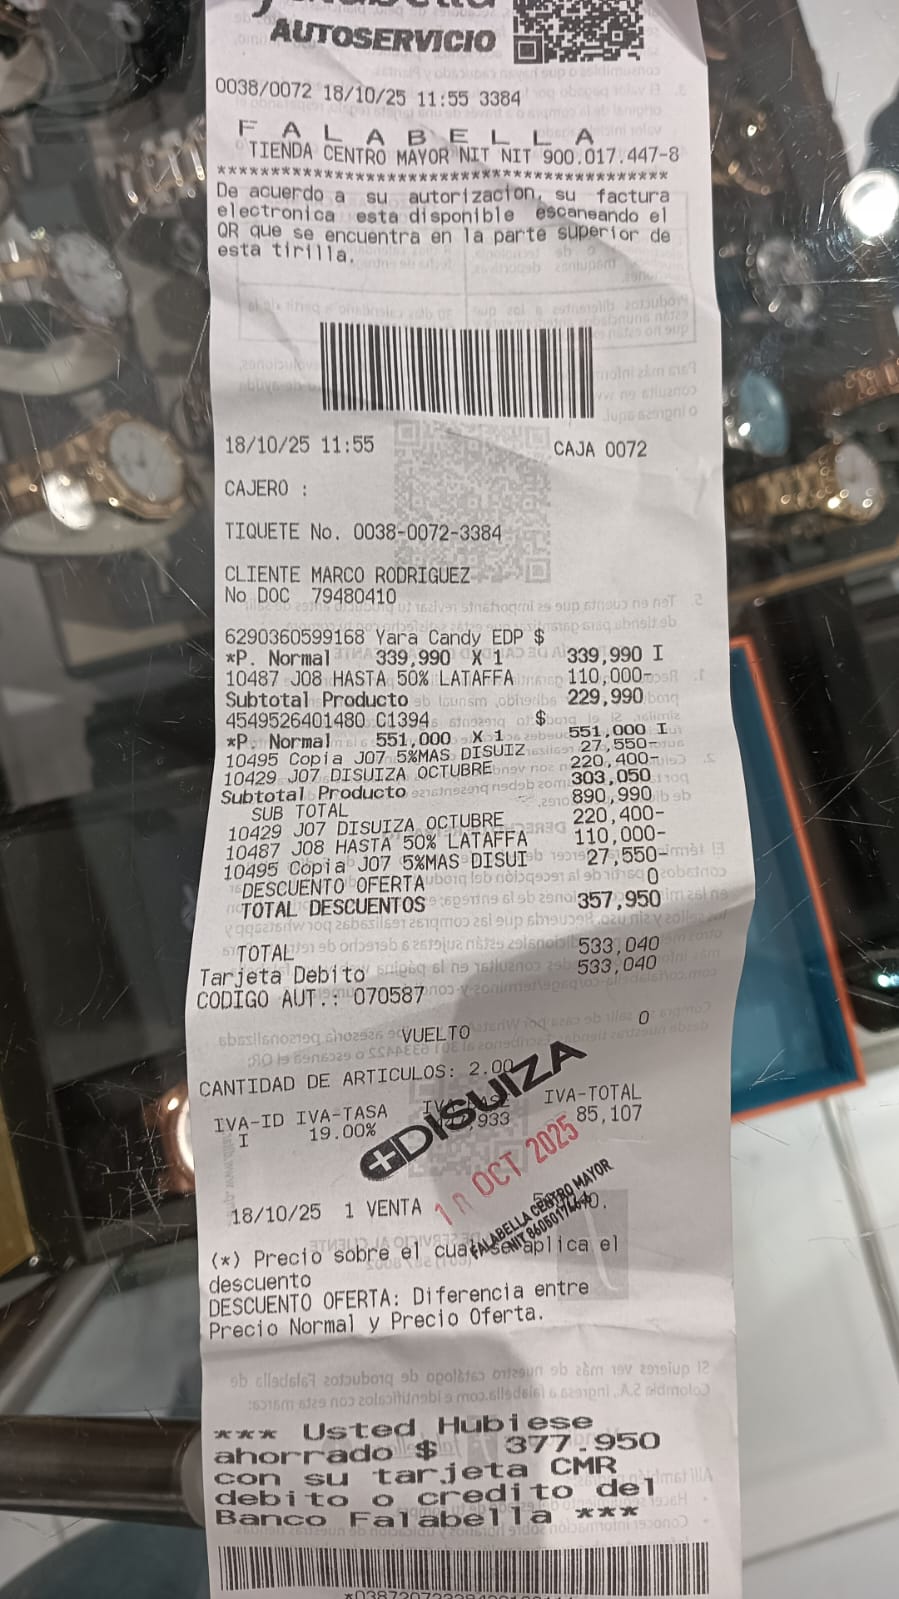 AUTOSERVICIO
0038/0072 18/10/25 11:55 3384
F A L A B E L L A
TIENDA CENTRO MAYOR NIT NIT 900.017.447-8
******************************************
De acuerdo a su autorizacion, su factura
electronica esta disponible escaneando el
QR que se encuentra en la parte superior de
esta tirilla.
18/10/25 11:55 CAJA 0072
CAJERO :
TIQUETE No. 0038-0072-3384
CLIENTE MARCO RODRIGUEZ
No DOC 79480410
6290360599168 Yara Candy EDP $
*P. Normal 339,990 X 1 339,990 I
10487 J08 HASTA 50% LATAFFA 110,000-
Subtotal Producto 229,990
4549526401480 C1394 $
*P. Normal 551,000 X 1 551,000 I
10495 Copia J07 5%MAS DISUIZ 27,550-
10429 J07 DISUIZA OCTUBRE 220,400-
Subtotal Producto 303,050
SUB TOTAL 890,990
10429 J07 DISUIZA OCTUBRE 220,400-
10487 J08 HASTA 50% LATAFFA 110,000-
10495 Copia J07 5%MAS DISUI 27,550-
DESCUENTO OFERTA 0
TOTAL DESCUENTOS 357,950
TOTAL 533,040
Tarjeta Debito 533,040
CODIGO AUT.: 070587
VUELTO 0
CANTIDAD DE ARTICULOS: 2.00
IVA-ID IVA-TASA IVA-TOTAL
I 19.00% 85,107
DISUIZA
OCT 2025
FALABELLA CENTRO MAYOR
18/10/25 1 VENTA
(*) Precio sobre el cual se aplica el
descuento
DESCUENTO OFERTA: Diferencia entre
Precio Normal y Precio Oferta.
*** Usted Hubiese
ahorrado $ 377.950
con su tarjeta CMR
debito o credito del
Banco Falabella ***